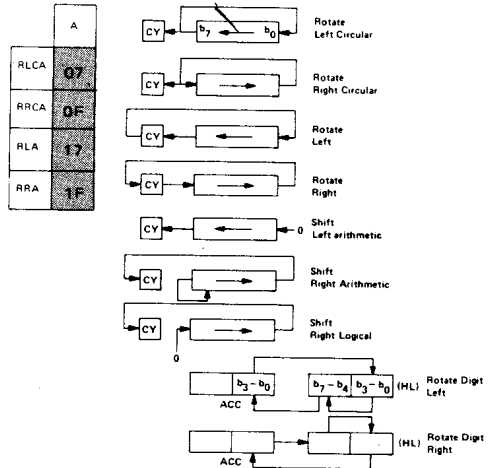 A
RLCA 07
RRCA 0F
RLA 17
RRA 1F
CY b7 b0 Rotate
Left Circular
CY Rotate
Right Circular
CY Rotate
Left
CY Rotate
Right
CY 0 Shift
Left arithmetic
CY Shift
Right Arithmetic
CY Shift
Right Logical
0
b3-b0 b7-b4 b3-b0 (HL) Rotate Digit
Left
ACC
(HL) Rotate Digit
Right
ACC